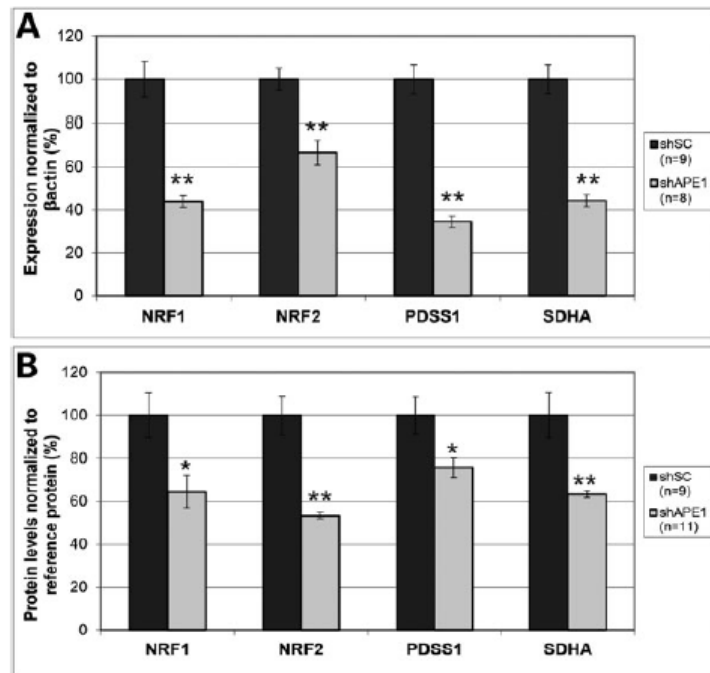 A
Expression normalized to
βactin (%)
120
100
80
60
40
20
0
**
**
**
**
NRF1 NRF2 PDSS1 SDHA
shSC
(n=9)
shAPE1
(n=8)
B
Protein levels normalized to
reference protein (%)
120
100
80
60
40
20
0
*
**
*
**
NRF1 NRF2 PDSS1 SDHA
shSC
(n=9)
shAPE1
(n=11)